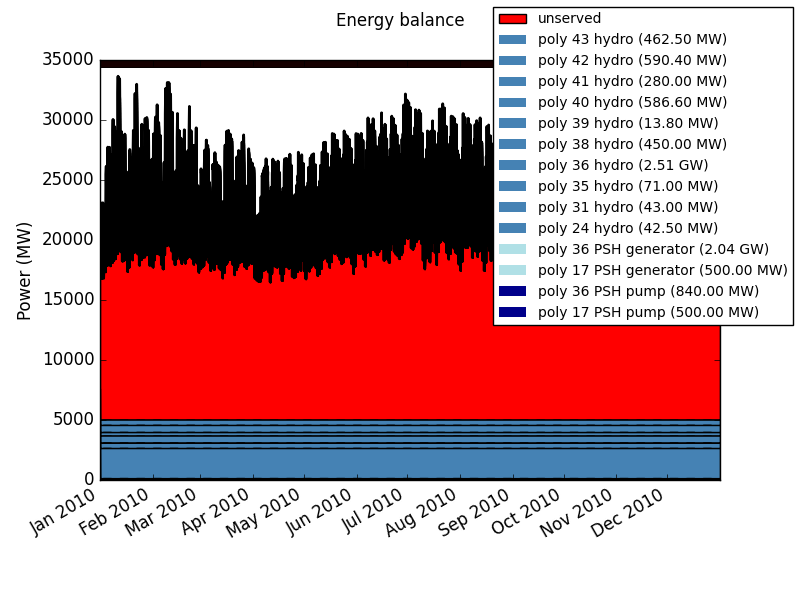 Energy balance
unserved
poly 43 hydro (462.50 MW)
poly 42 hydro (590.40 MW)
poly 41 hydro (280.00 MW)
poly 40 hydro (586.60 MW)
poly 39 hydro (13.80 MW)
poly 38 hydro (450.00 MW)
poly 36 hydro (2.51 GW)
poly 35 hydro (71.00 MW)
poly 31 hydro (43.00 MW)
poly 24 hydro (42.50 MW)
poly 36 PSH generator (2.04 GW)
poly 17 PSH generator (500.00 MW)
poly 36 PSH pump (840.00 MW)
poly 17 PSH pump (500.00 MW)
Power (MW)
35000
30000
25000
20000
15000
10000
5000
0
Jan 2010
Feb 2010
Mar 2010
Apr 2010
May 2010
Jun 2010
Jul 2010
Aug 2010
Sep 2010
Oct 2010
Nov 2010
Dec 2010